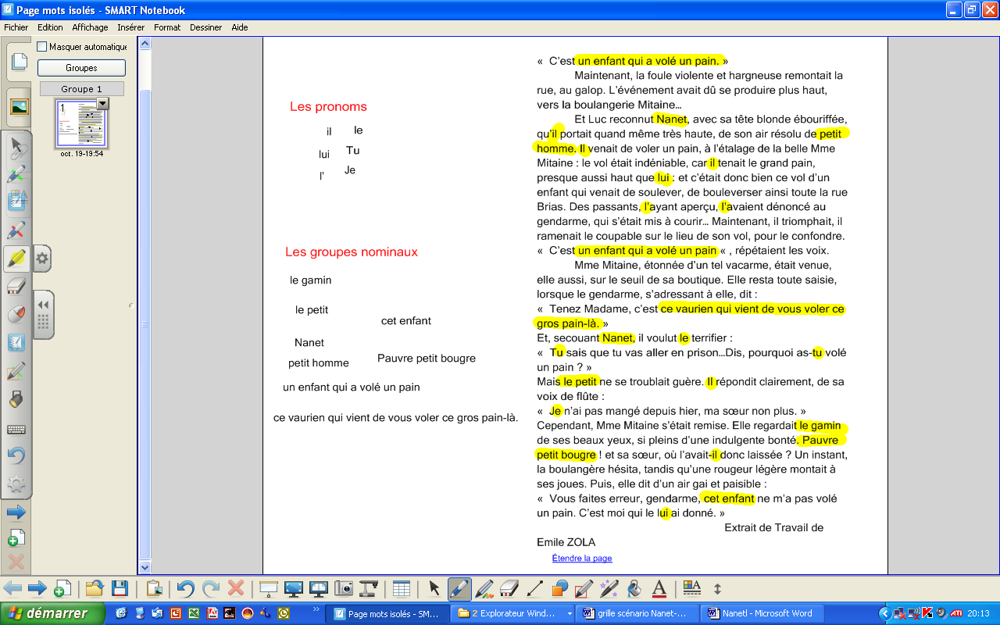 Page mots isolés - SMART Notebook
Fichier Edition Affichage Insérer Format Dessiner Aide
Masquer automatique
Groupes
Groupe 1
1
oct. 19-19:54
Les pronoms
il le
lui Tu
l' Je
Les groupes nominaux
le gamin
le petit
cet enfant
Nanet
petit homme Pauvre petit bougre
un enfant qui a volé un pain
ce vaurien qui vient de vous voler ce gros pain-là.
« C'est un enfant qui a volé un pain. »
Maintenant, la foule violente et hargneuse remontait la
rue, au galop. L'événement avait dû se produire plus haut,
vers la boulangerie Mitaine…
Et Luc reconnut Nanet, avec sa tête blonde ébouriffée,
qu'il portait quand même très haute, de son air résolu de petit
homme. Il venait de voler un pain, à l'étalage de la belle Mme
Mitaine : le vol était indéniable, car il tenait le grand pain,
presque aussi haut que lui : et c'était donc bien ce vol d'un
enfant qui venait de soulever, de bouleverser ainsi toute la rue
Brias. Des passants, l'ayant aperçu, l'avaient dénoncé au
gendarme, qui s'était mis à courir… Maintenant, il triomphait, il
ramenait le coupable sur le lieu de son vol, pour le confondre.
« C'est un enfant qui a volé un pain « , répétaient les voix.
Mme Mitaine, étonnée d'un tel vacarme, était venue,
elle aussi, sur le seuil de sa boutique. Elle resta toute saisie,
lorsque le gendarme, s'adressant à elle, dit :
« Tenez Madame, c'est ce vaurien qui vient de vous voler ce
gros pain-là. »
Et, secouant Nanet, il voulut le terrifier :
« Tu sais que tu vas aller en prison…Dis, pourquoi as-tu volé
un pain ? »
Mais le petit ne se troublait guère. Il répondit clairement, de sa
voix de flûte :
« Je n'ai pas mangé depuis hier, ma sœur non plus. »
Cependant, Mme Mitaine s'était remise. Elle regardait le gamin
de ses beaux yeux, si pleins d'une indulgente bonté. Pauvre
petit bougre ! et sa sœur, où l'avait-il donc laissée ? Un instant,
la boulangère hésita, tandis qu'une rougeur légère montait à
ses joues. Puis, elle dit d'un air gai et paisible :
« Vous faites erreur, gendarme, cet enfant ne m'a pas volé
un pain. C'est moi qui le lui ai donné. »
Extrait de Travail de
Emile ZOLA
Étendre la page
démarrer
Page mots isolés - SM...
2 Explorateur Wind...
grille scénario Nanet-...
Nanetl - Microsoft Word
20:13